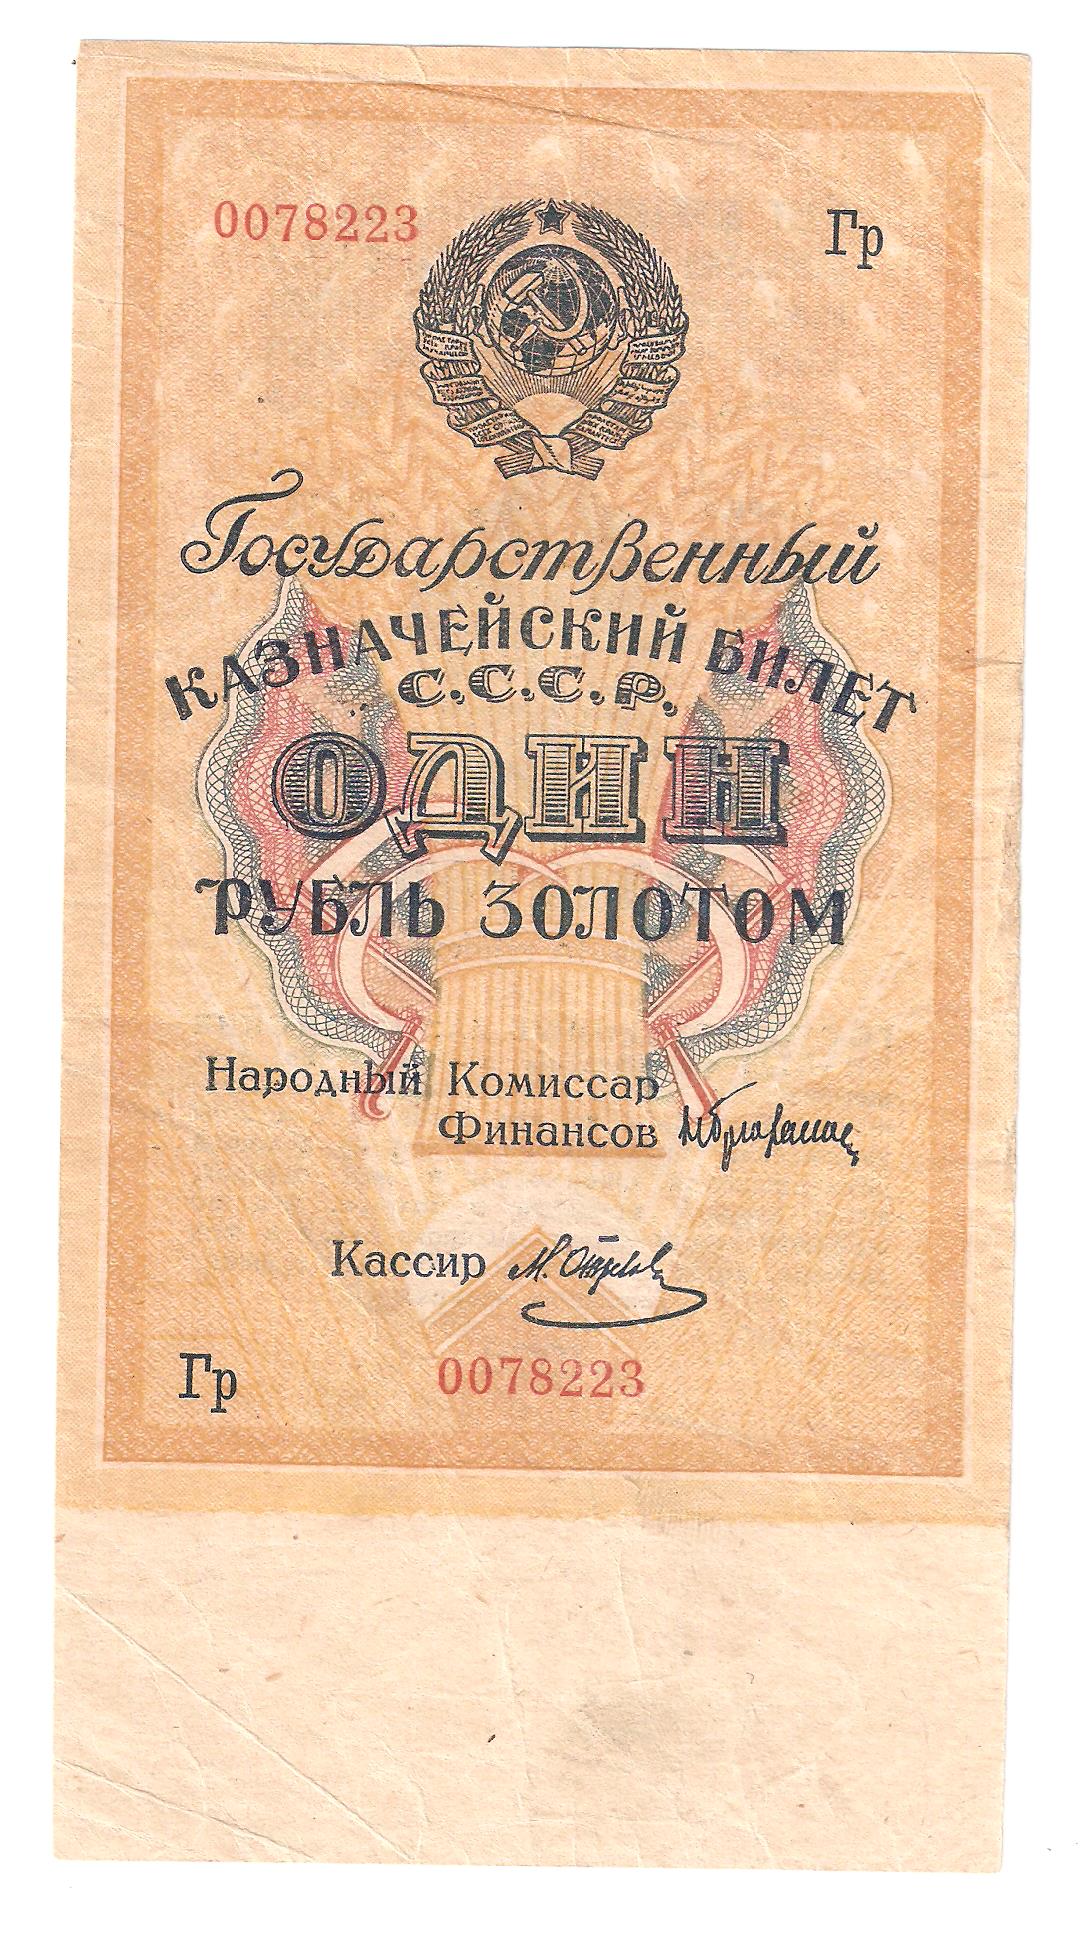 0078223
Гр
Государственный
КАЗНАЧЕЙСКИЙ БИЛЕТ
С.С.С.Р.
ОДИН
РУБЛЬ ЗОЛОТОМ
Народный Комиссар
Финансов
Кассир
Гр
0078223